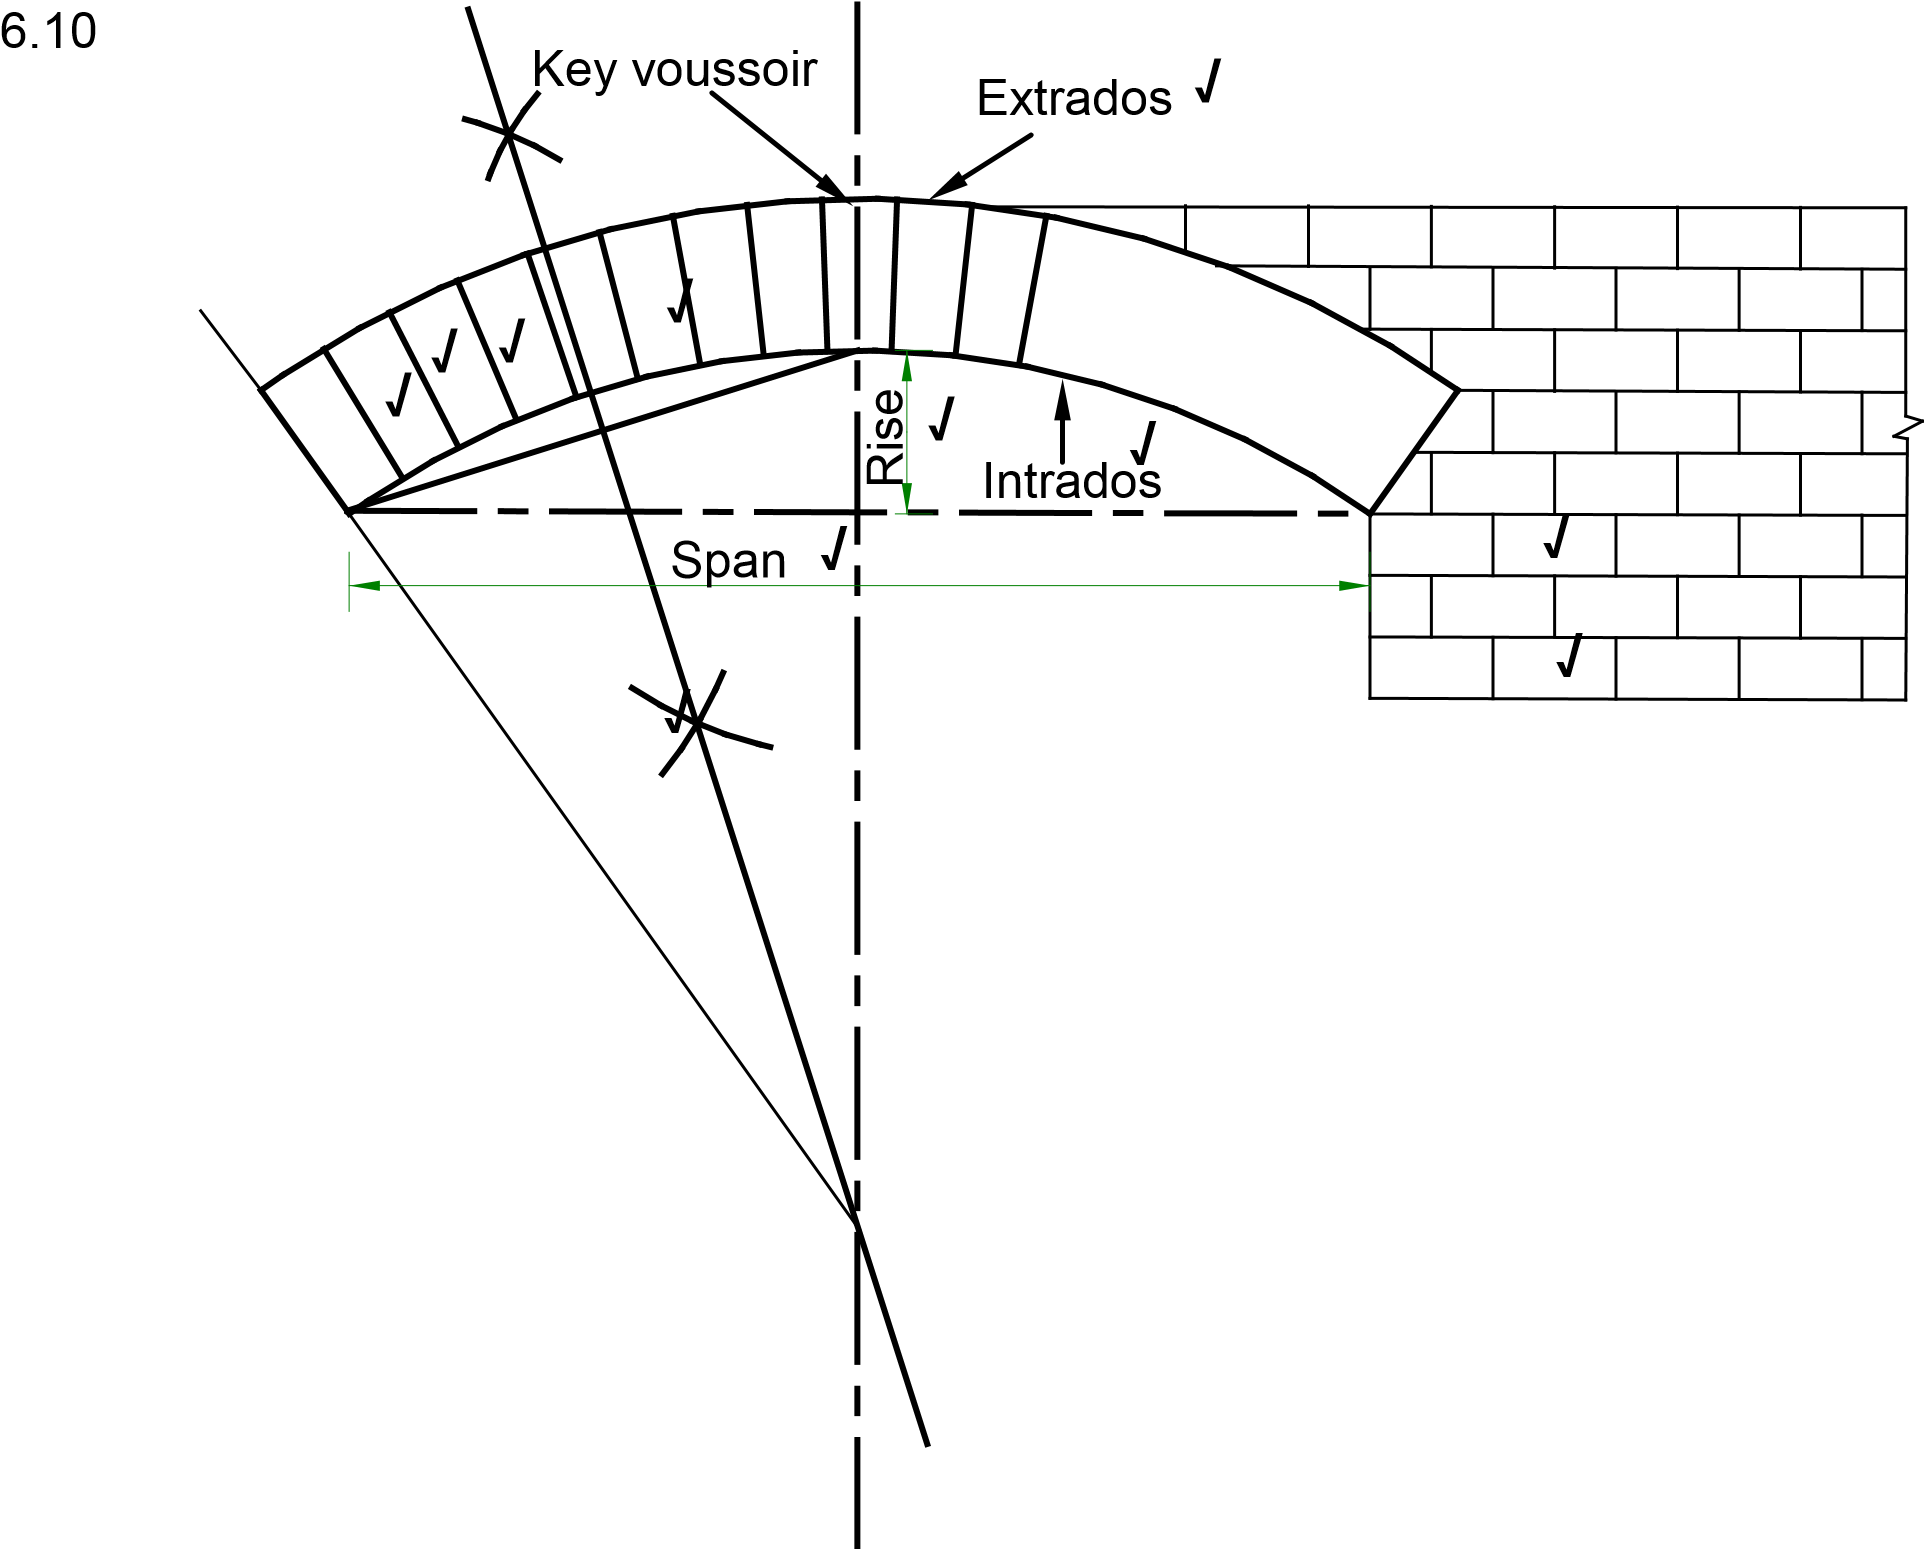 6.10
Key voussoir
Extrados √
√
√
√
√
Rise √
√
Intrados
Span √
√
√
√